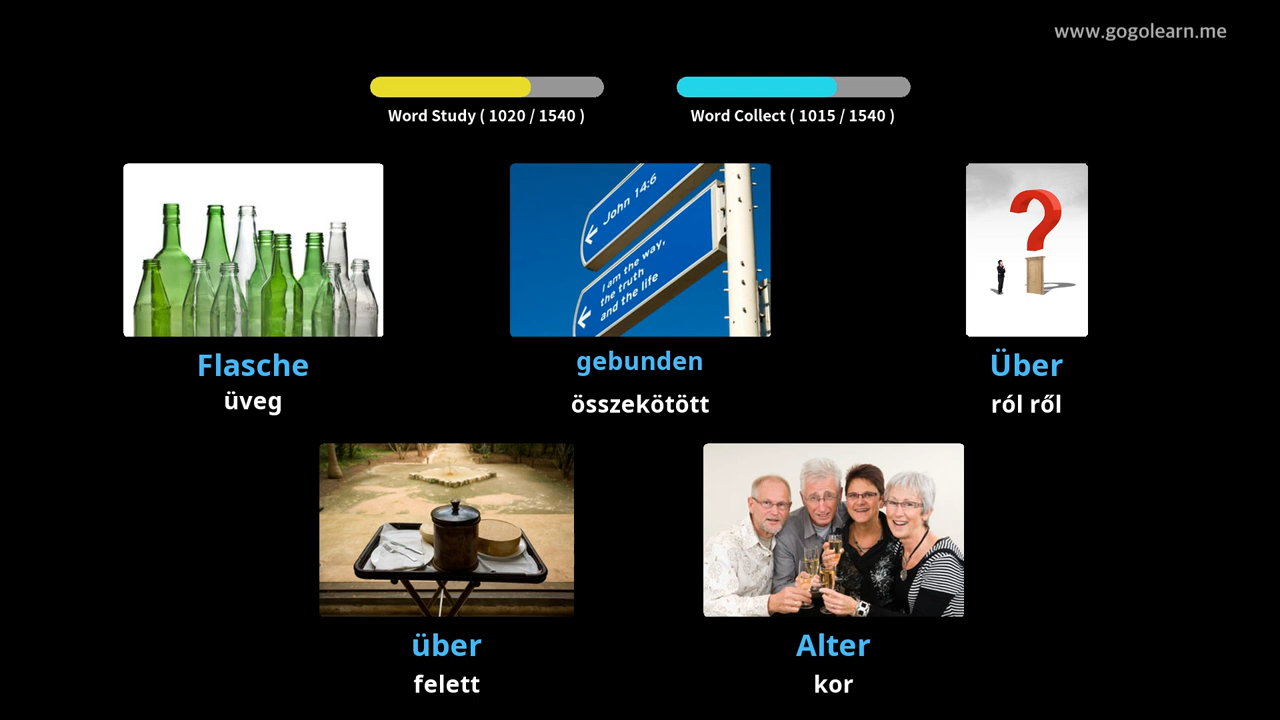 www.gogolearn.me
Word Study ( 1020 / 1540 )
Word Collect ( 1015 / 1540 )
John 14:6
I am the way,
the truth
and the life
Flasche
üveg
gebunden
összekötött
Über
ról ről
über
felett
Alter
kor